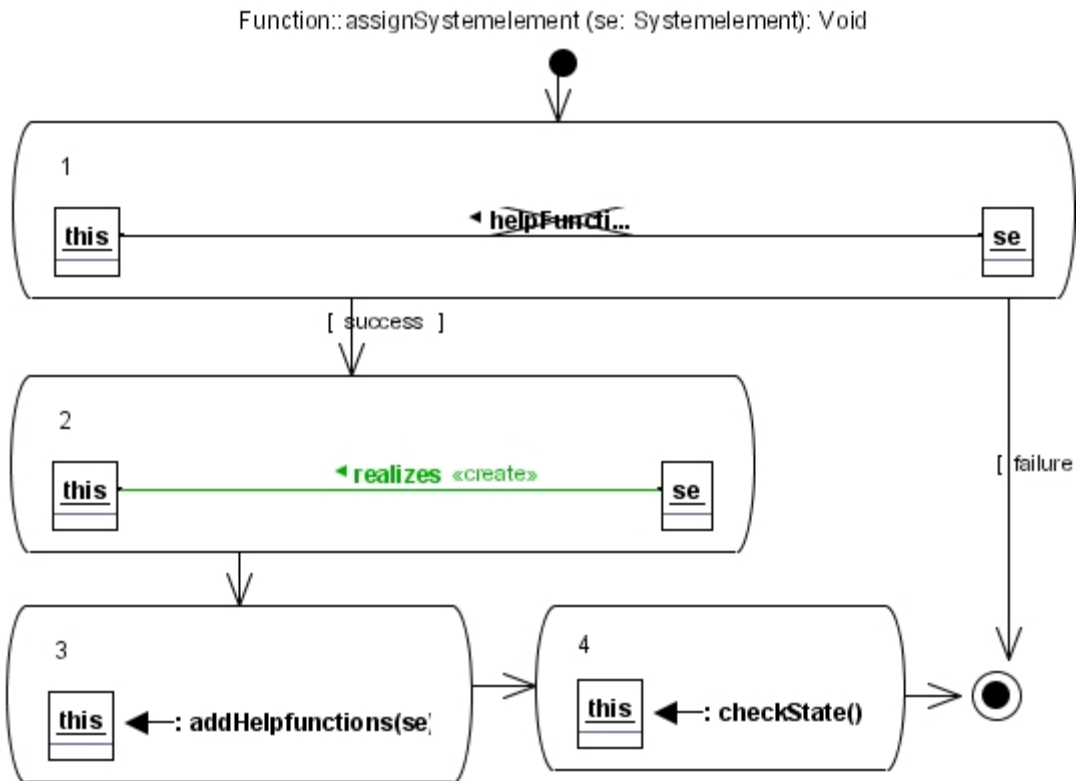 Function::assignSystemelement (se: Systemelement): Void
1
helpFuncti...
this
se
[ success ]
2
realizes «create»
this
se
[ failure
3
4
this
: addHelpfunctions(se)
this
: checkState()